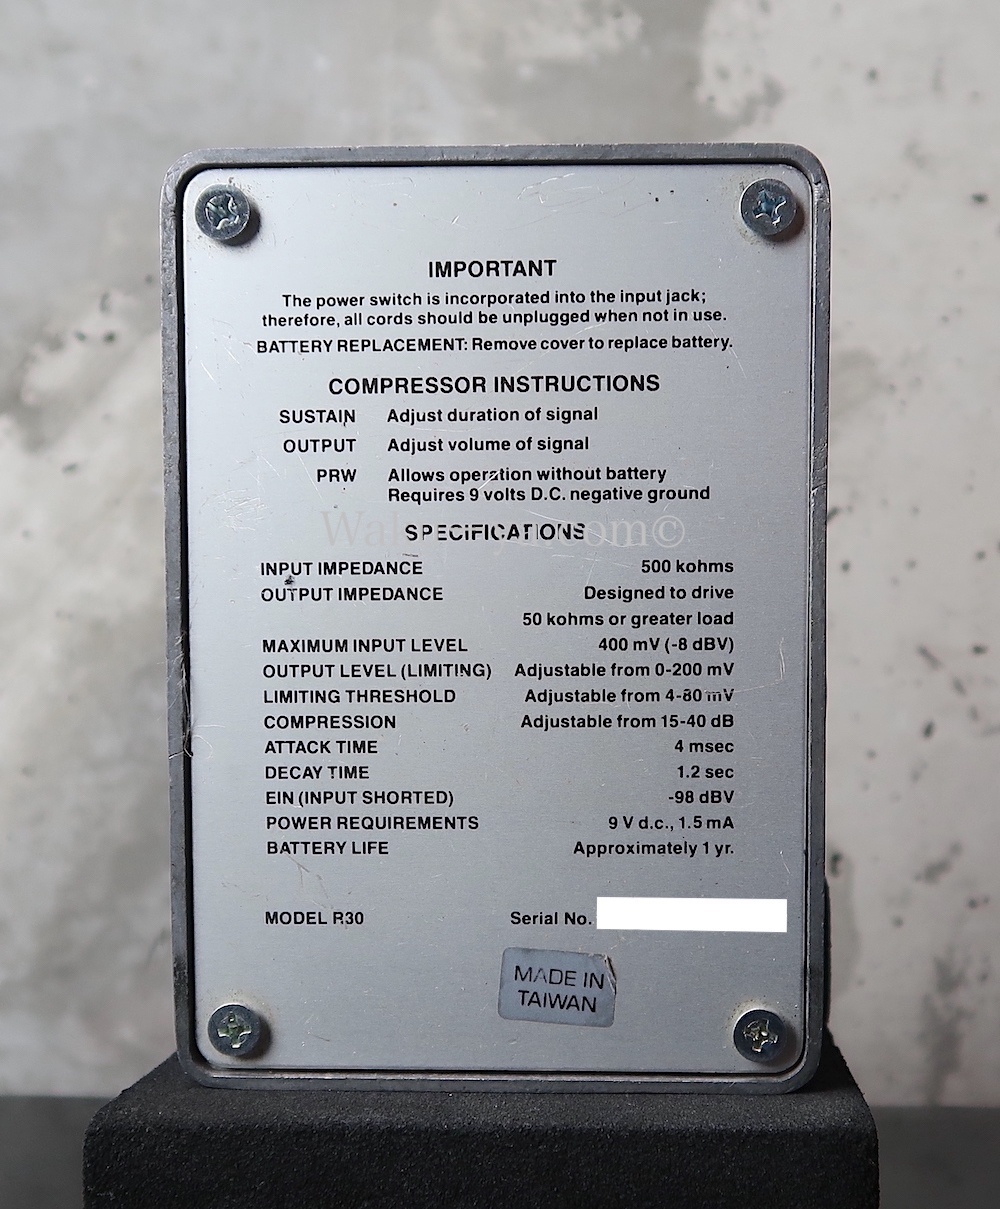 IMPORTANT
The power switch is incorporated into the input jack;
therefore, all cords should be unplugged when not in use.
BATTERY REPLACEMENT: Remove cover to replace battery.
COMPRESSOR INSTRUCTIONS
SUSTAIN Adjust duration of signal
OUTPUT Adjust volume of signal
PRW Allows operation without battery
Requires 9 volts D.C. negative ground
SPECIFICATIONS
INPUT IMPEDANCE 500 kohms
OUTPUT IMPEDANCE Designed to drive
50 kohms or greater load
MAXIMUM INPUT LEVEL 400 mV (-8 dBV)
OUTPUT LEVEL (LIMITING) Adjustable from 0-200 mV
LIMITING THRESHOLD Adjustable from 4-80 mV
COMPRESSION Adjustable from 15-40 dB
ATTACK TIME 4 msec
DECAY TIME 1.2 sec
EIN (INPUT SHORTED) -98 dBV
POWER REQUIREMENTS 9 V d.c., 1.5 mA
BATTERY LIFE Approximately 1 yr.
MODEL R30 Serial No.
MADE IN
TAIWAN